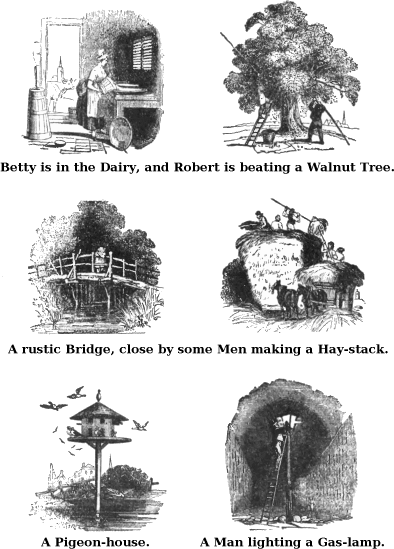 Betty is in the Dairy, and Robert is beating a Walnut Tree.
A rustic Bridge, close by some Men making a Hay-stack.
A Pigeon-house.
A Man lighting a Gas-lamp.